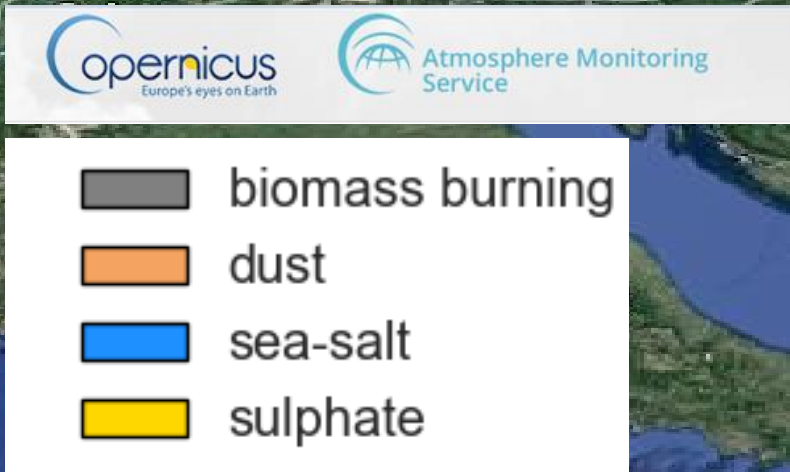 opernicus
Europe's eyes on Earth
Atmosphere Monitoring
Service
biomass burning
dust
sea-salt
sulphate